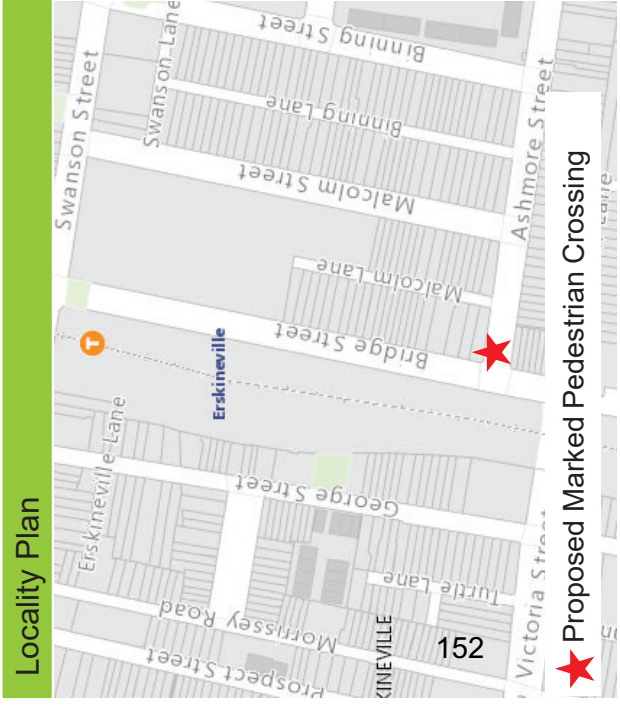 Locality Plan
Swanson Street
Swanson Lane
Binning Street
Binning Lane
Malcolm Street
Malcolm Lane
Ashmore Street
Bridge Street
T
Erskineville
Erskineville Lane
George Street
Morrissey Road
Prospect Street
Turtle Lane
KINEVILLE
152
Victoria Street
Proposed Marked Pedestrian Crossing